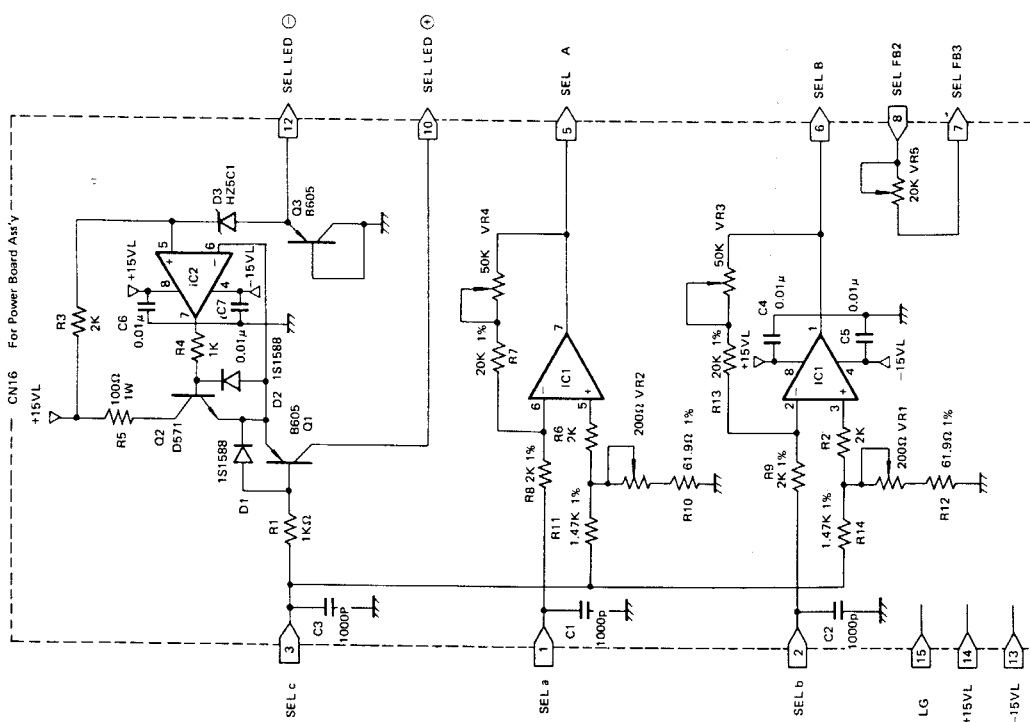 CN16 For Power Board Ass'y
+15VL
R3
2K
R5
100Ω
1W
C6
0.01μ
+15VL
8
5
+
D3
HZ5C1
12
SEL LED ⊖
Q3
B605
IC2
7
6
−
4
−15VL
C7
0.01μ
R4
1K
Q2
D571
1S1588
D2
1S1588
D1
Q1
B605
10
SEL LED ⊕
R1
1KΩ
SEL c
3
C3
1000P
50K VR4
20K 1%
R7
SEL A
5
6
−
7
IC1
5
+
R6
2K
R8 2K 1%
200Ω VR2
R11
1.47K 1%
61.9Ω 1%
R10
SEL a
1
C1
1000p
50K VR3
R13
20K 1%
+15VL
C4
0.01μ
0.01μ
C5
8
2
−
1
IC1
4
3
+
−15VL
SEL B
6
R9
2K 1%
R2
2K
200Ω VR1
1.47K 1%
R14
61.9Ω 1%
R12
SEL b
2
C2
1000p
SEL FB2
8
20K VR5
7
SEL FB3
15
LG
14
+15VL
13
−15VL